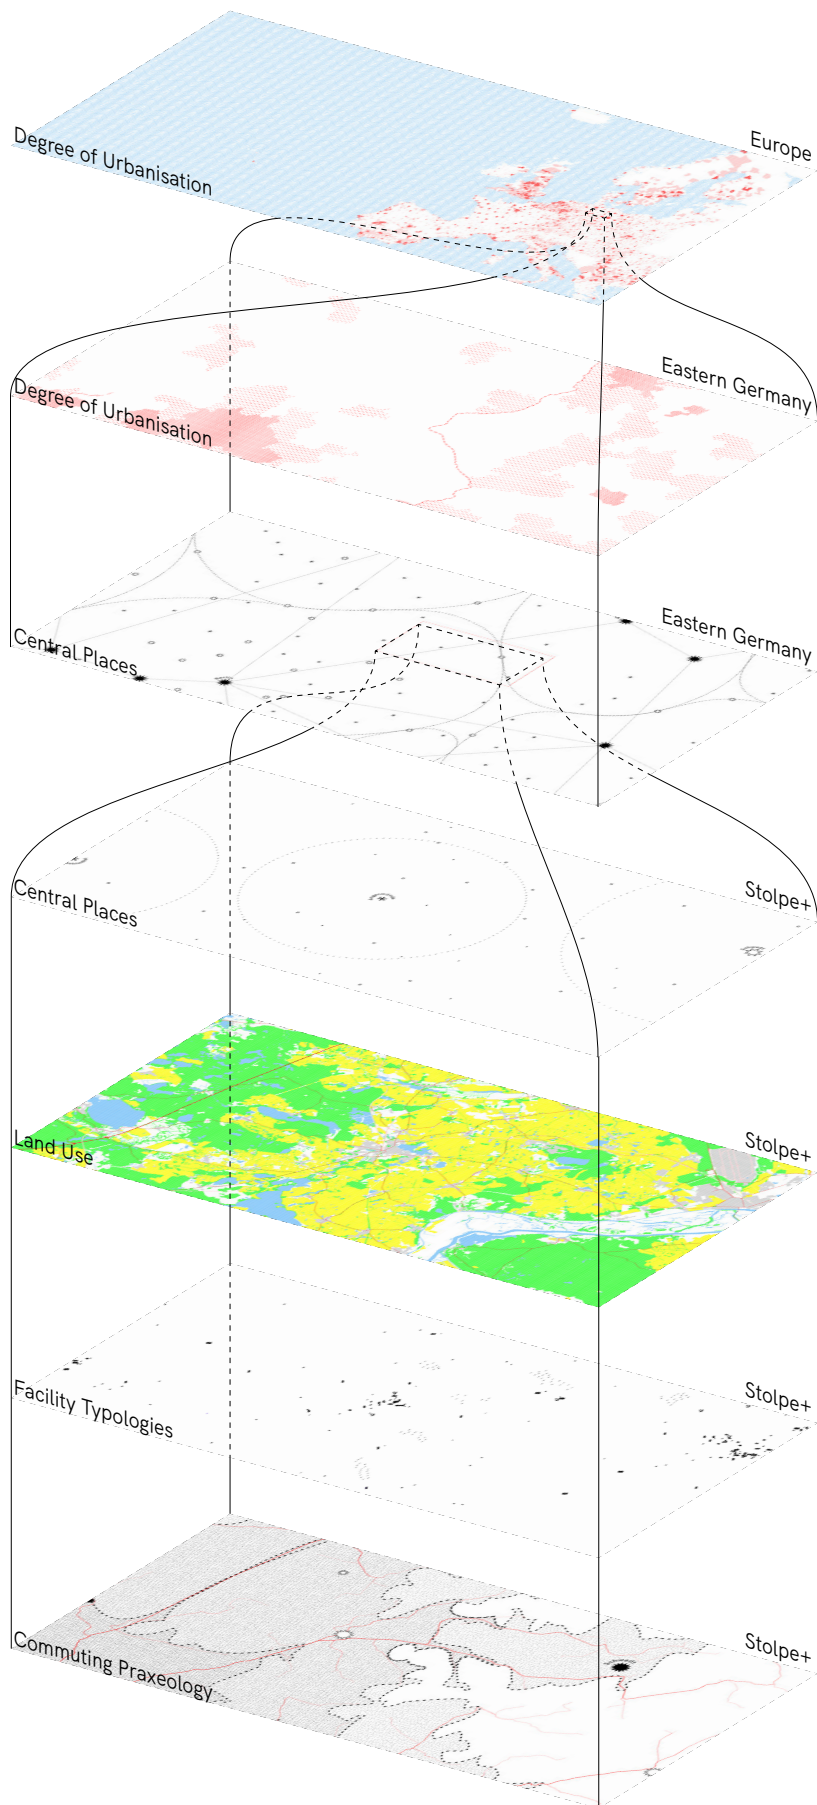 Degree of Urbanisation
Europe
Degree of Urbanisation
Eastern Germany
Central Places
Eastern Germany
Central Places
Stolpe+
Land Use
Stolpe+
Facility Typologies
Stolpe+
Commuting Praxeology
Stolpe+